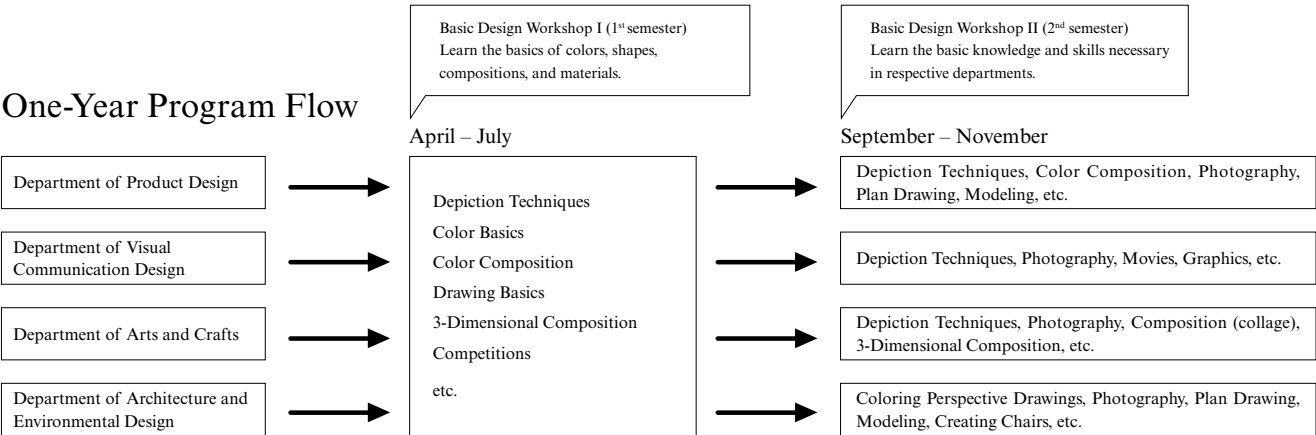 Basic Design Workshop I (1st semester)
Learn the basics of colors, shapes,
compositions, and materials.
Basic Design Workshop II (2nd semester)
Learn the basic knowledge and skills necessary
in respective departments.
One-Year Program Flow
April – July
September – November
Department of Product Design
Department of Visual
Communication Design
Department of Arts and Crafts
Department of Architecture and
Environmental Design
Depiction Techniques
Color Basics
Color Composition
Drawing Basics
3-Dimensional Composition
Competitions
etc.
Depiction Techniques, Color Composition, Photography,
Plan Drawing, Modeling, etc.
Depiction Techniques, Photography, Movies, Graphics, etc.
Depiction Techniques, Photography, Composition (collage),
3-Dimensional Composition, etc.
Coloring Perspective Drawings, Photography, Plan Drawing,
Modeling, Creating Chairs, etc.